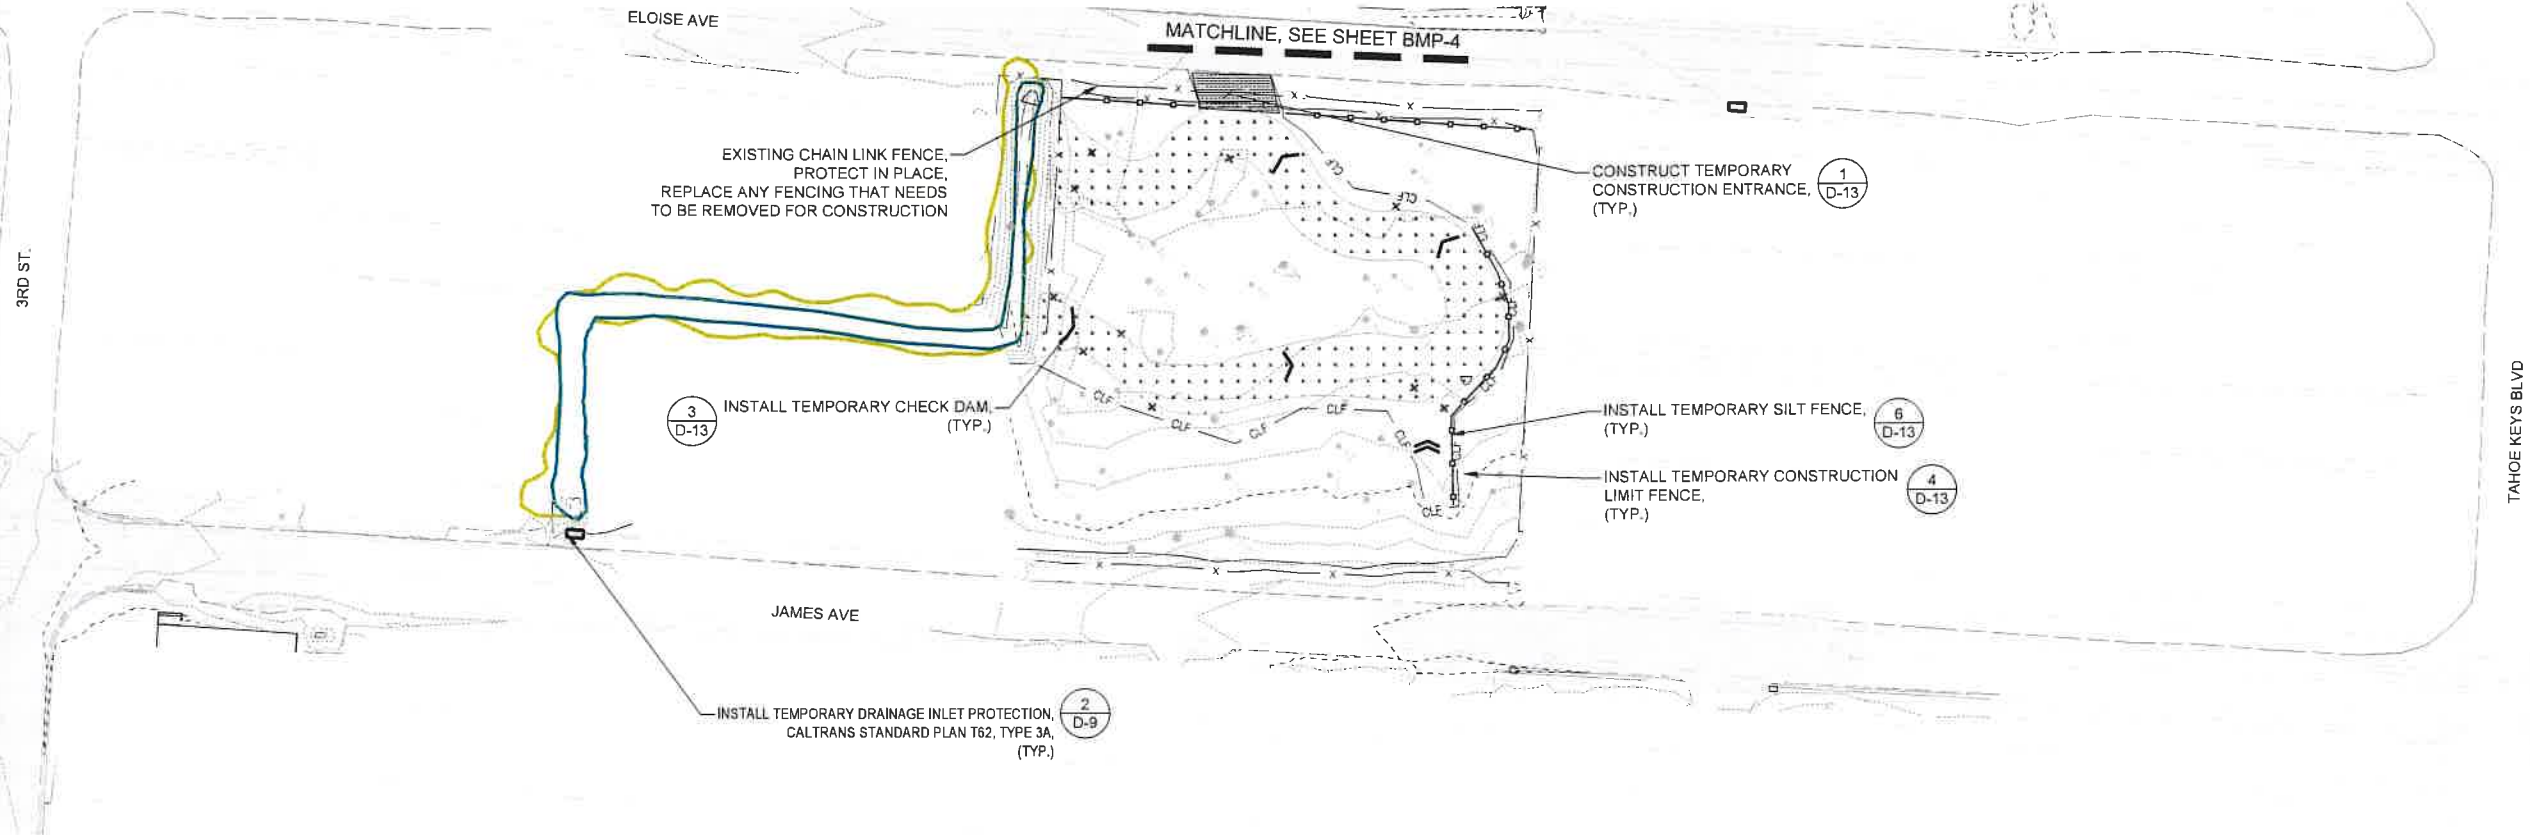 ELOISE AVE
MATCHLINE, SEE SHEET BMP-4
EXISTING CHAIN LINK FENCE,
PROTECT IN PLACE,
REPLACE ANY FENCING THAT NEEDS
TO BE REMOVED FOR CONSTRUCTION
CONSTRUCT TEMPORARY
CONSTRUCTION ENTRANCE,
(TYP.)
1
D-13
3RD ST.
TAHOE KEYS BLVD
3
D-13
INSTALL TEMPORARY CHECK DAM,
(TYP.)
INSTALL TEMPORARY SILT FENCE,
(TYP.)
6
D-13
INSTALL TEMPORARY CONSTRUCTION
LIMIT FENCE,
(TYP.)
4
D-13
CLF
CLF
CLF
CLF
CLF
CLF
CLF
CLF
JAMES AVE
INSTALL TEMPORARY DRAINAGE INLET PROTECTION,
CALTRANS STANDARD PLAN T62, TYPE 3A,
(TYP.)
2
D-9